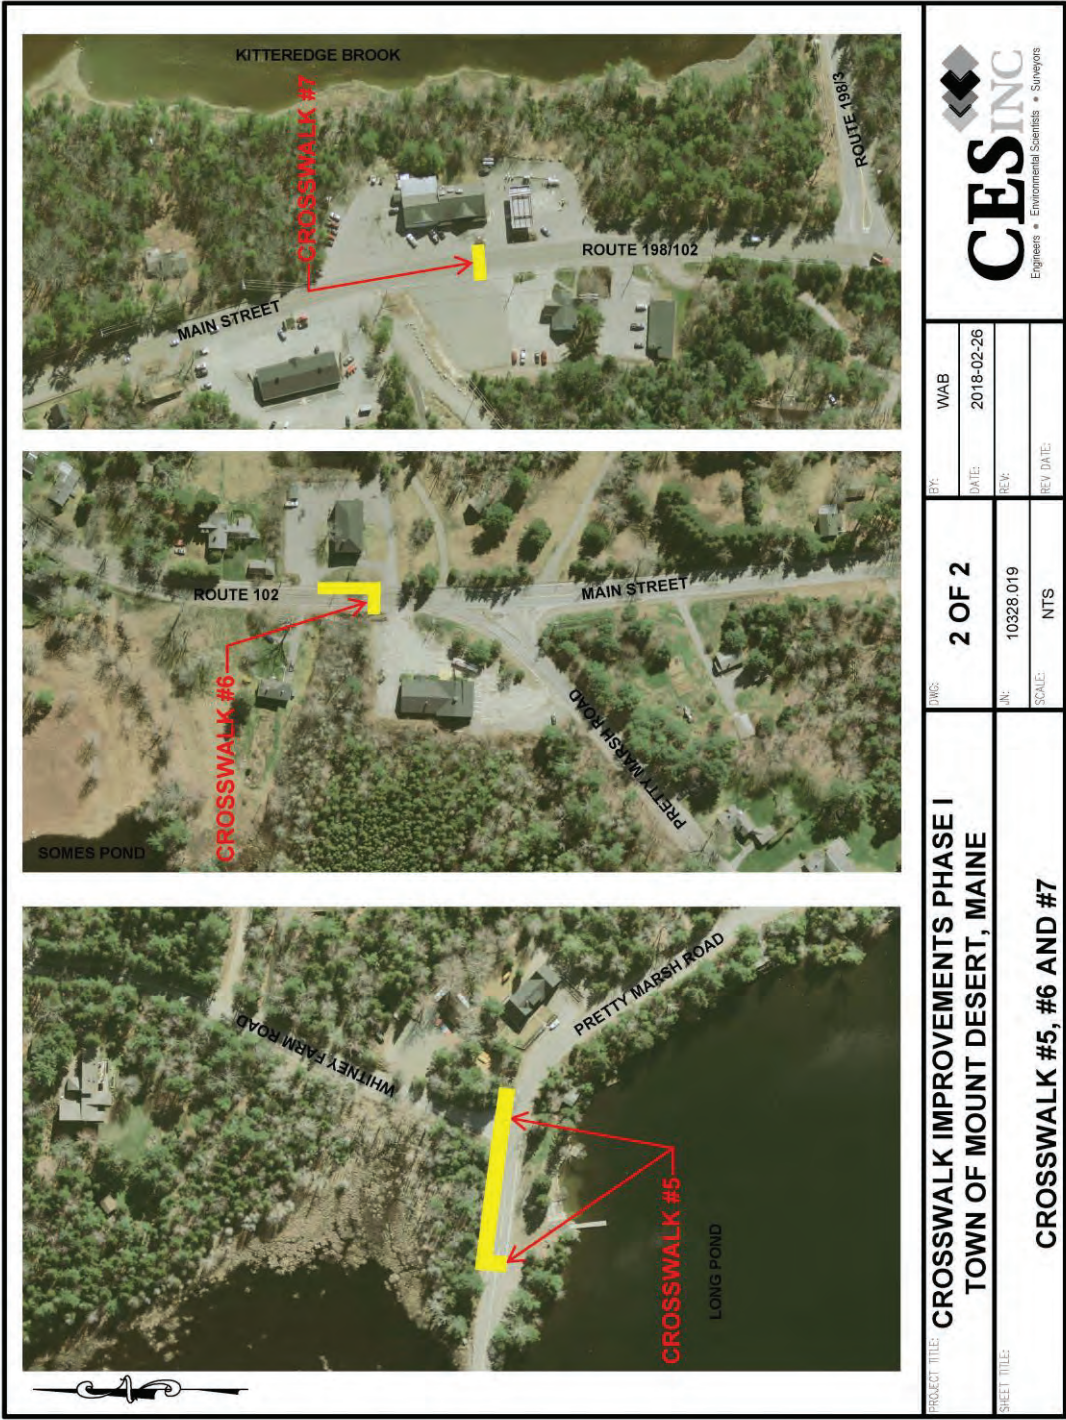 KITTEREDGE BROOK
CROSSWALK #7
ROUTE 198/3
ROUTE 198/102
MAIN STREET
ROUTE 102
MAIN STREET
CROSSWALK #6
PRETTY MARSH ROAD
SOMES POND
WHITNEY FARM ROAD
PRETTY MARSH ROAD
CROSSWALK #5
LONG POND
PROJECT TITLE:
CROSSWALK IMPROVEMENTS PHASE I
TOWN OF MOUNT DESERT, MAINE
SHEET TITLE:
CROSSWALK #5, #6 AND #7
DWG:
2 OF 2
JN:
10328.019
SCALE:
NTS
BY:
WAB
DATE:
2018-02-26
REV:
REV DATE:
CES INC
Engineers • Environmental Scientists • Surveyors